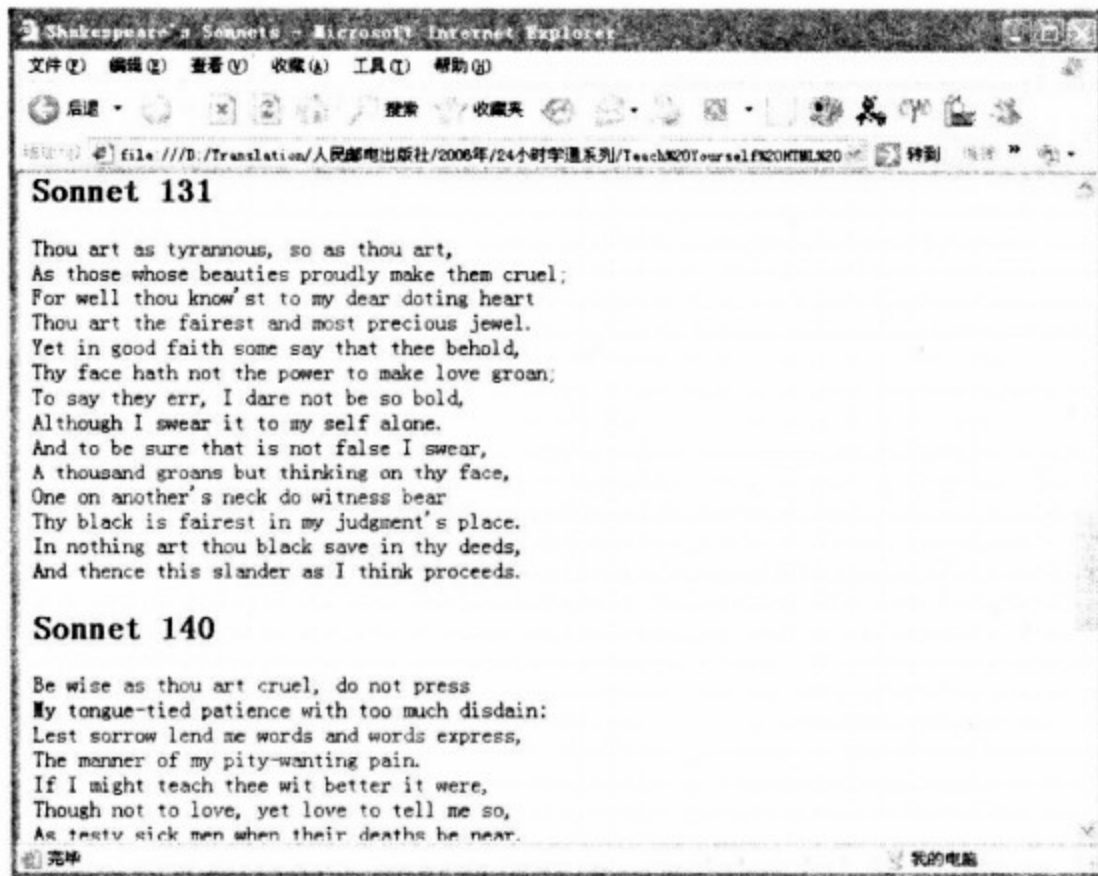 Shakespeare's Sonnets - Microsoft Internet Explorer
文件(F) 编辑(E) 查看(V) 收藏(A) 工具(T) 帮助(H)
后退 搜索 收藏夹
file:///D:/Translation/人民邮电出版社/2006年/24小时学通系列/Teach%20Yourself%20HTML%20 转到 »
Sonnet 131
Thou art as tyrannous, so as thou art,
As those whose beauties proudly make them cruel;
For well thou know'st to my dear doting heart
Thou art the fairest and most precious jewel.
Yet in good faith some say that thee behold,
Thy face hath not the power to make love groan;
To say they err, I dare not be so bold,
Although I swear it to my self alone.
And to be sure that is not false I swear,
A thousand groans but thinking on thy face,
One on another's neck do witness bear
Thy black is fairest in my judgment's place.
In nothing art thou black save in thy deeds,
And thence this slander as I think proceeds.
Sonnet 140
Be wise as thou art cruel, do not press
My tongue-tied patience with too much disdain:
Lest sorrow lend me words and words express,
The manner of my pity-wanting pain.
If I might teach thee wit better it were,
Though not to love, yet love to tell me so,
As testy sick men when their deaths be near,
完毕 我的电脑